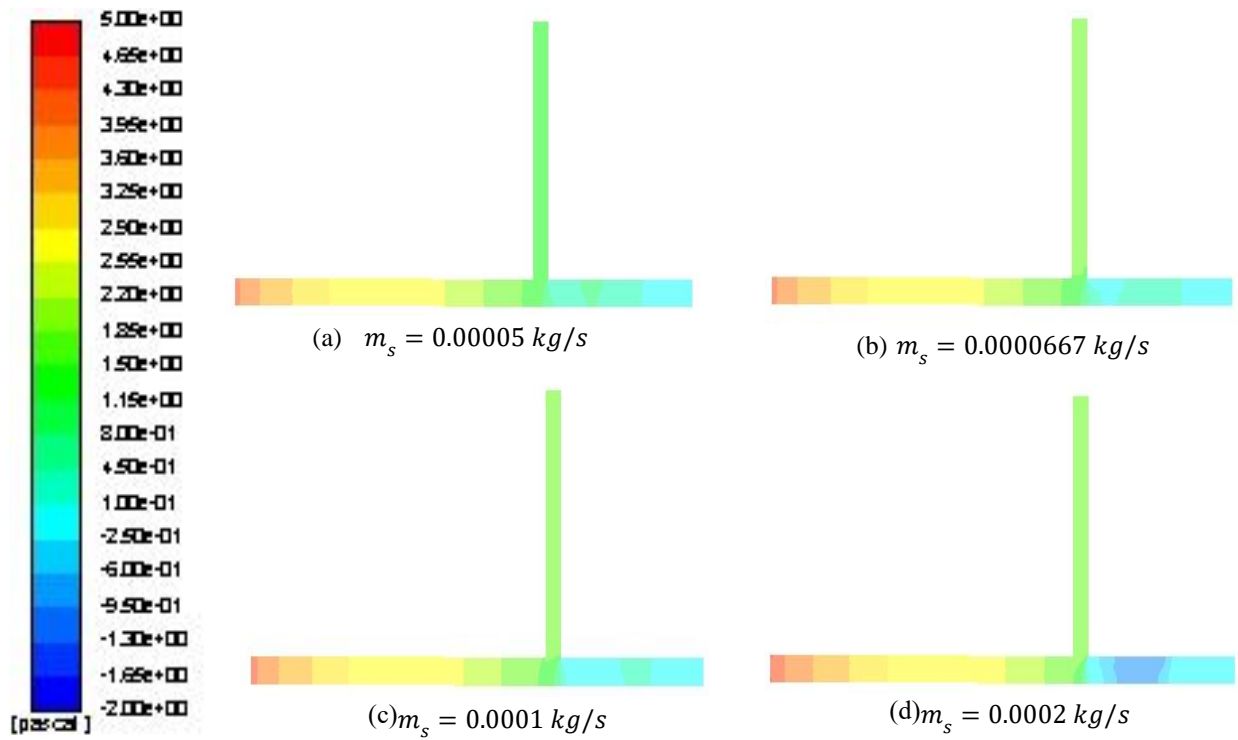 5.00e+00
4.65e+00
4.30e+00
3.95e+00
3.60e+00
3.25e+00
2.90e+00
2.55e+00
2.20e+00
1.85e+00
1.50e+00
1.15e+00
8.00e-01
4.50e-01
1.00e-01
-2.50e-01
-6.00e-01
-9.50e-01
-1.30e+00
-1.65e+00
-2.00e+00
[pascal]
(a) m_s = 0.00005 kg/s
(b) m_s = 0.0000667 kg/s
(c) m_s = 0.0001 kg/s
(d) m_s = 0.0002 kg/s